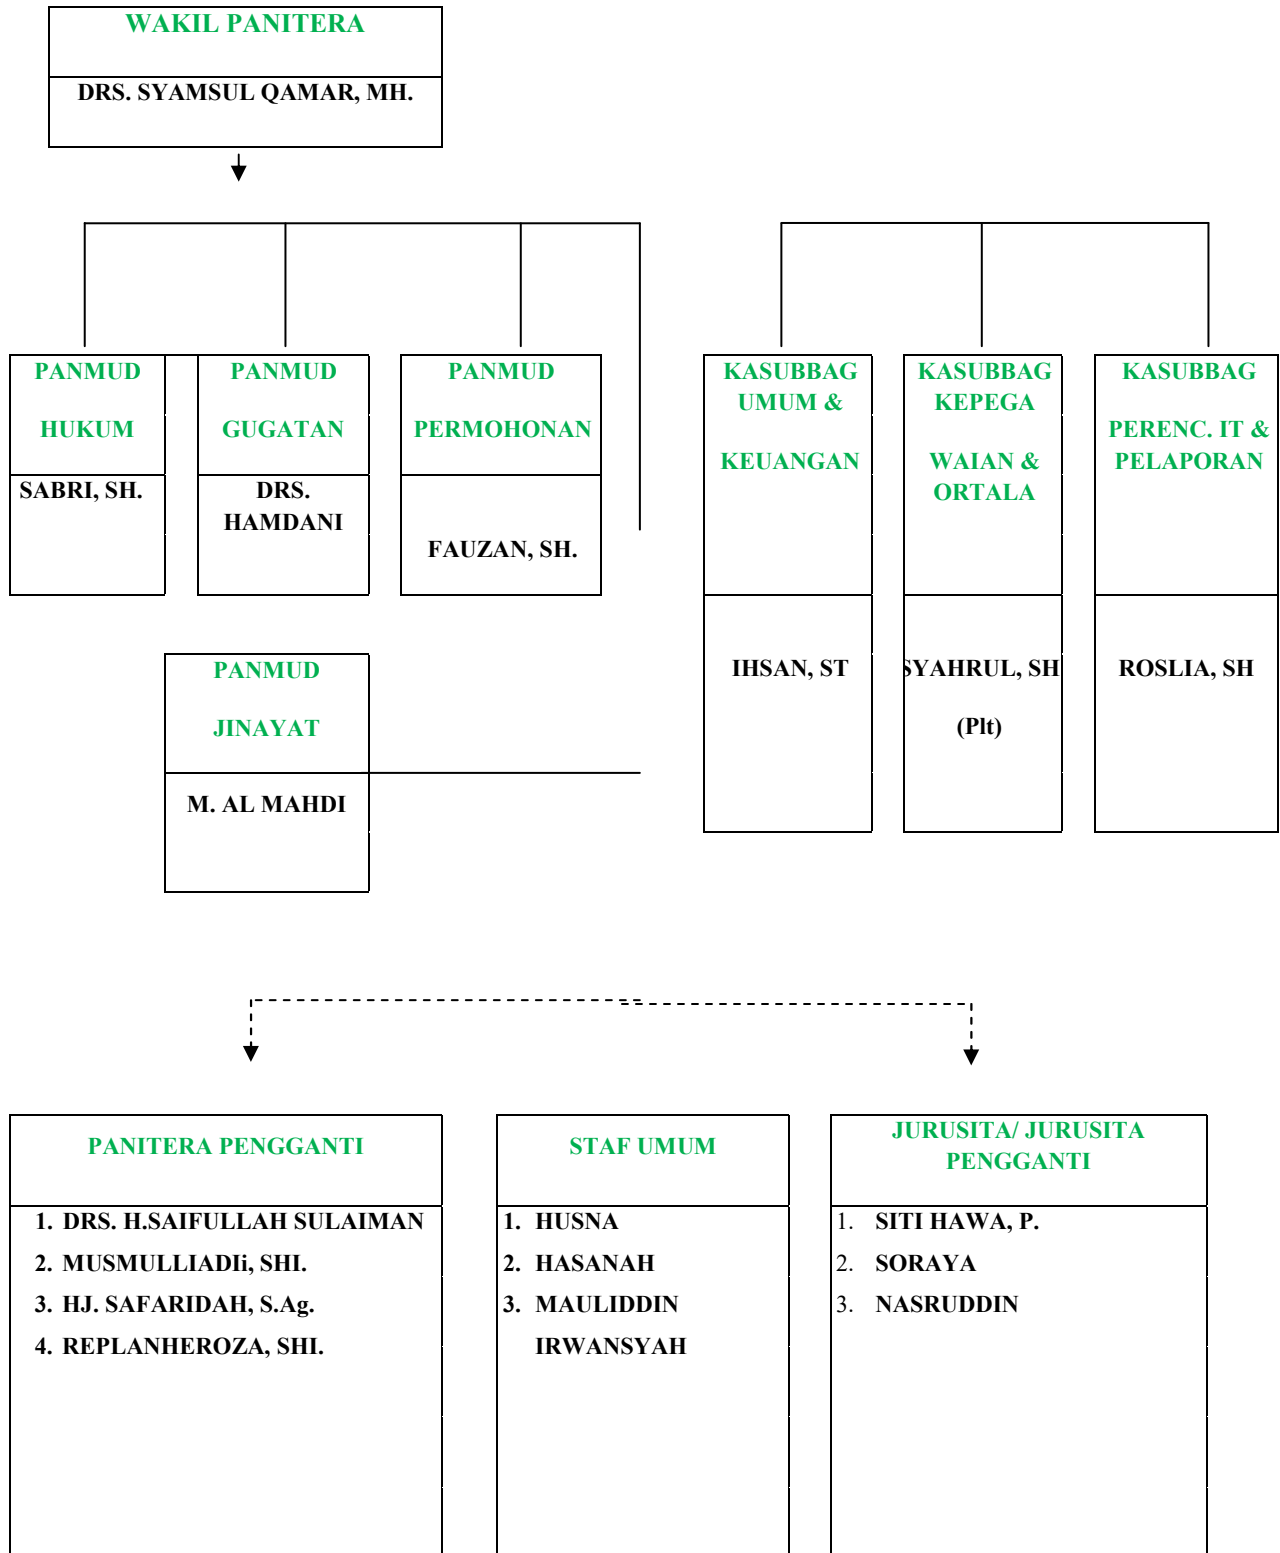 WAKIL PANITERA
DRS. SYAMSUL QAMAR, MH.
PANMUD
HUKUM
SABRI, SH.
PANMUD
GUGATAN
DRS.
HAMDANI
PANMUD
PERMOHONAN
FAUZAN, SH.
KASUBBAG
UMUM &
KEUANGAN
IHSAN, ST
KASUBBAG
KEPEGA
WAIAN &
ORTALA
SYAHRUL, SH
(Plt)
KASUBBAG
PERENC. IT &
PELAPORAN
ROSLIA, SH
PANMUD
JINAYAT
M. AL MAHDI
PANITERA PENGGANTI
1. DRS. H.SAIFULLAH SULAIMAN
2. MUSMULLIADIi, SHI.
3. HJ. SAFARIDAH, S.Ag.
4. REPLANHEROZA, SHI.
STAF UMUM
1. HUSNA
2. HASANAH
3. MAULIDDIN
IRWANSYAH
JURUSITA/ JURUSITA
PENGGANTI
1. SITI HAWA, P.
2. SORAYA
3. NASRUDDIN